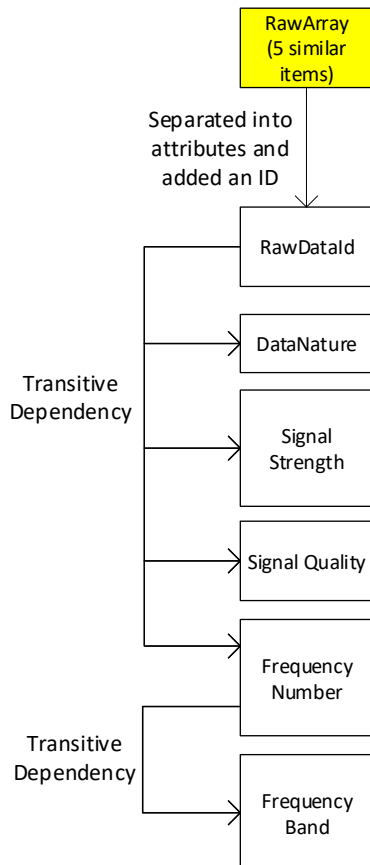 RawArray
(5 similar
items)
Separated into
attributes and
added an ID
RawDataId
DataNature
Transitive
Dependency
Signal
Strength
Signal Quality
Frequency
Number
Transitive
Dependency
Frequency
Band